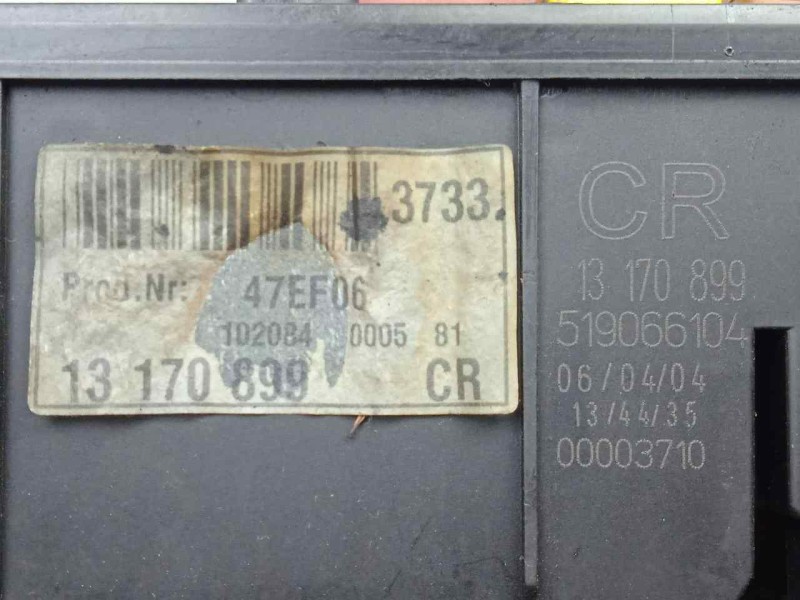 3733.
Prod.Nr: 47EF06
102084 0005 81
13 170 899 CR
CR
13 170 899
519066104
06/04/04
13/44/35
00003710